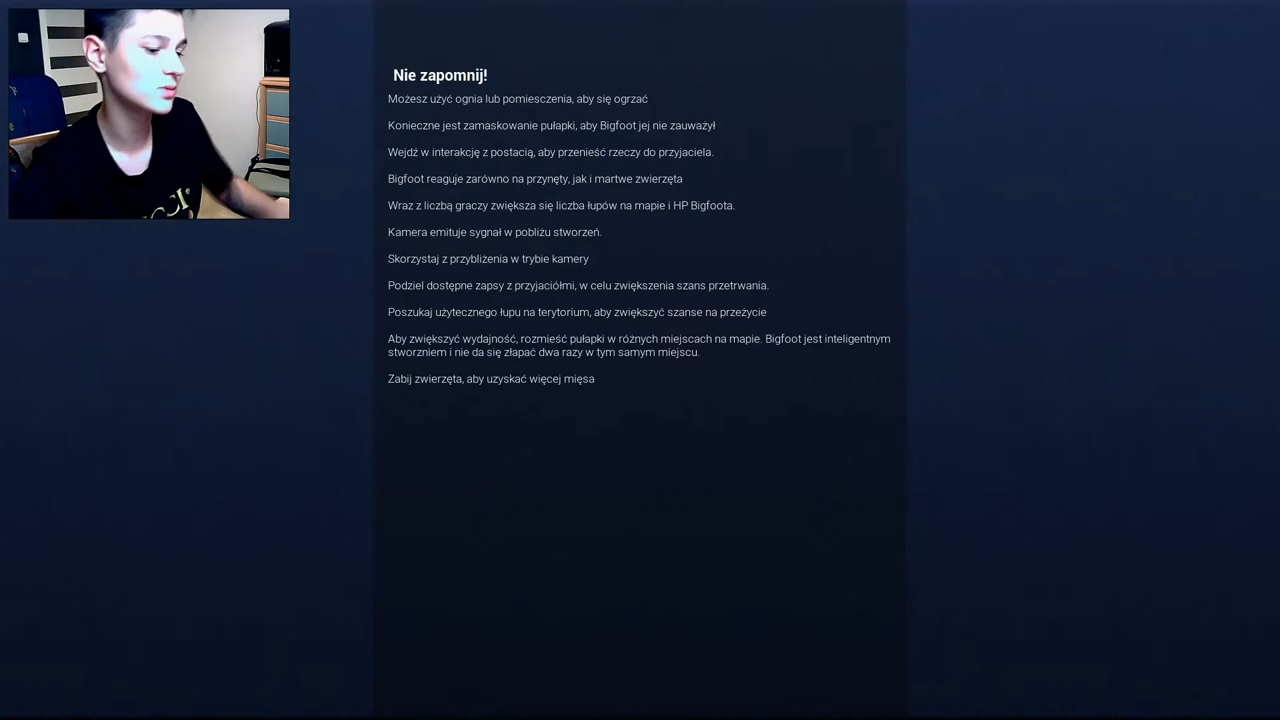 Nie zapomnij!
Możesz użyć ognia lub pomiesczenia, aby się ogrzać
Konieczne jest zamaskowanie pułapki, aby Bigfoot jej nie zauważył
Wejdź w interakcję z postacią, aby przenieść rzeczy do przyjaciela.
Bigfoot reaguje zarówno na przynęty, jak i martwe zwierzęta
Wraz z liczbą graczy zwiększa się liczba łupów na mapie i HP Bigfoota.
Kamera emituje sygnał w pobliżu stworzeń.
Skorzystaj z przybliżenia w trybie kamery
Podziel dostępne zapsy z przyjaciółmi, w celu zwiększenia szans przetrwania.
Poszukaj użytecznego łupu na terytorium, aby zwiększyć szanse na przeżycie
Aby zwiększyć wydajność, rozmieść pułapki w różnych miejscach na mapie. Bigfoot jest inteligentnym
stworzniem i nie da się złapać dwa razy w tym samym miejscu.
Zabij zwierzęta, aby uzyskać więcej mięsa